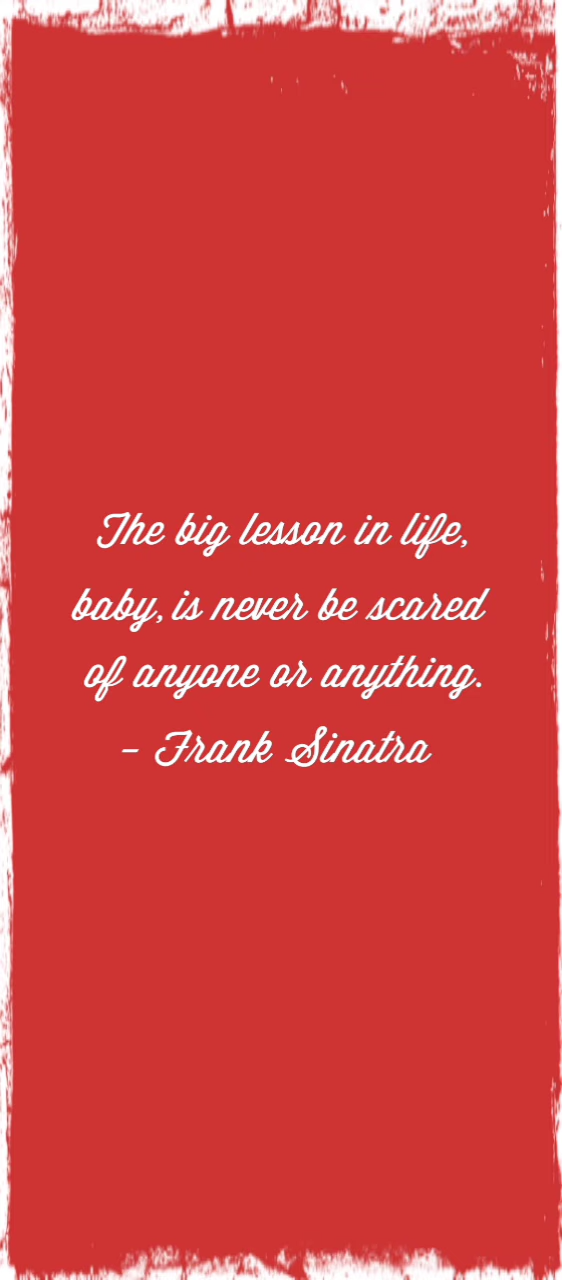 The big lesson in life,
baby, is never be scared
of anyone or anything.
- Frank Sinatra